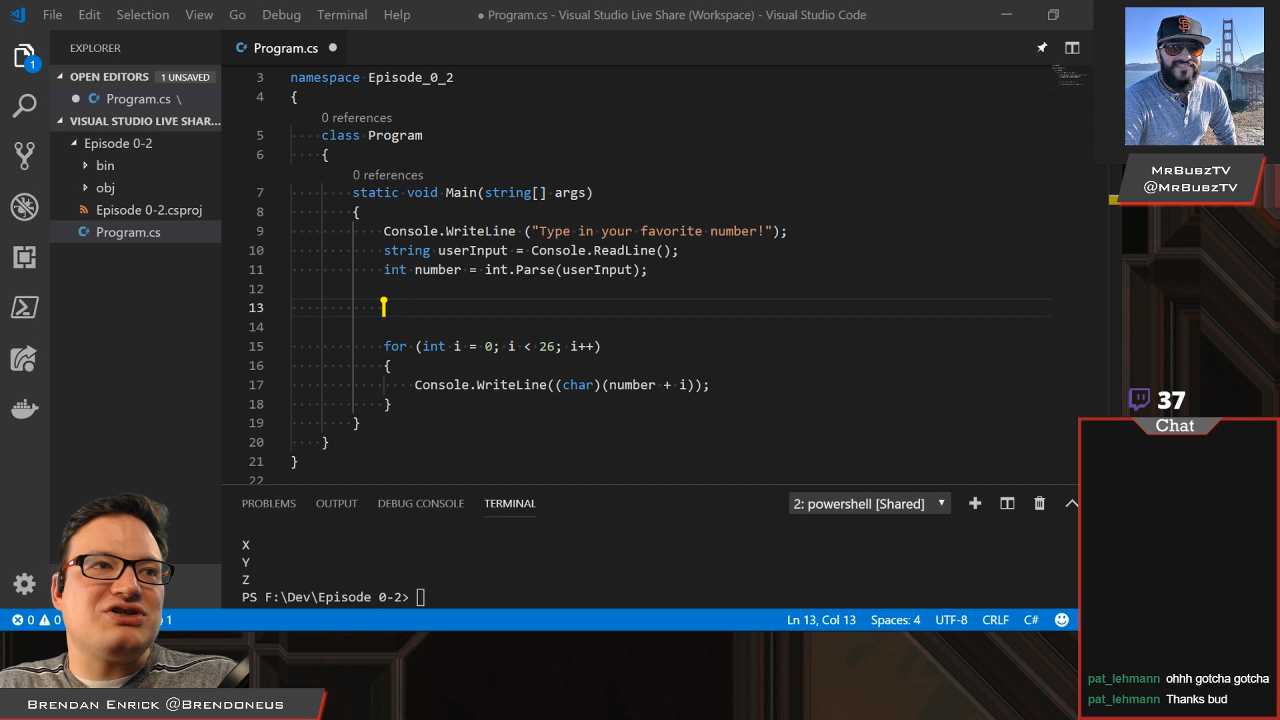 File Edit Selection View Go Debug Terminal Help
● Program.cs - Visual Studio Live Share (Workspace) - Visual Studio Code
EXPLORER
OPEN EDITORS 1 UNSAVED
Program.cs \
VISUAL STUDIO LIVE SHAR...
Episode 0-2
bin
obj
Episode 0-2.csproj
Program.cs
1
Program.cs
3 namespace Episode_0_2
4 {
0 references
5 class Program
6 {
0 references
7 static void Main(string[] args)
8 {
9 Console.WriteLine ("Type in your favorite number!");
10 string userInput = Console.ReadLine();
11 int number = int.Parse(userInput);
12
13
14
15 for (int i = 0; i < 26; i++)
16 {
17 Console.WriteLine((char)(number + i));
18 }
19 }
20 }
21 }
22
PROBLEMS OUTPUT DEBUG CONSOLE TERMINAL
2: powershell [Shared]
X
Y
Z
PS F:\Dev\Episode 0-2>
0 0 1 Ln 13, Col 13 Spaces: 4 UTF-8 CRLF C#
MrBubzTV
@MrBubzTV
37
Chat
pat_lehmann ohhh gotcha gotcha
pat_lehmann Thanks bud
Brendan Enrick @Brendoneus